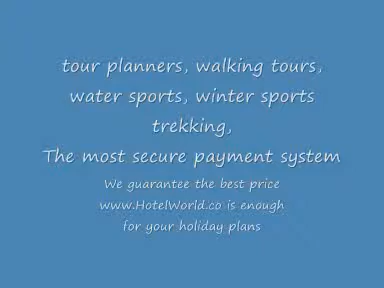 tour planners, walking tours,
water sports, winter sports
trekking,
The most secure payment system
We guarantee the best price
www.HotelWorld.co is enough
for your holiday plans